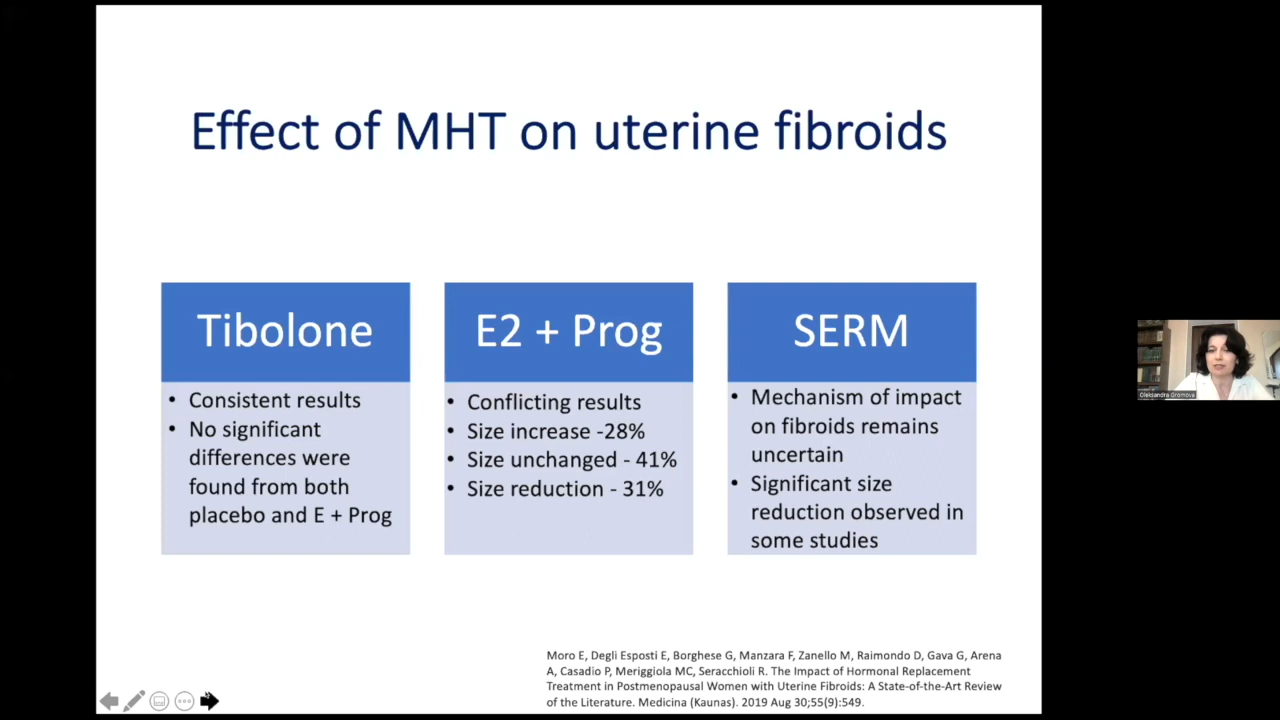 Effect of MHT on uterine fibroids
Tibolone
• Consistent results
• No significant
differences were
found from both
placebo and E + Prog
E2 + Prog
• Conflicting results
• Size increase -28%
• Size unchanged - 41%
• Size reduction - 31%
SERM
• Mechanism of impact
on fibroids remains
uncertain
• Significant size
reduction observed in
some studies
Moro E, Degli Esposti E, Borghese G, Manzara F, Zanello M, Raimondo D, Gava G, Arena
A, Casadio P, Meriggiola MC, Seracchioli R. The Impact of Hormonal Replacement
Treatment in Postmenopausal Women with Uterine Fibroids: A State-of-the-Art Review
of the Literature. Medicina (Kaunas). 2019 Aug 30;55(9):549.
Oleksandra Gromova